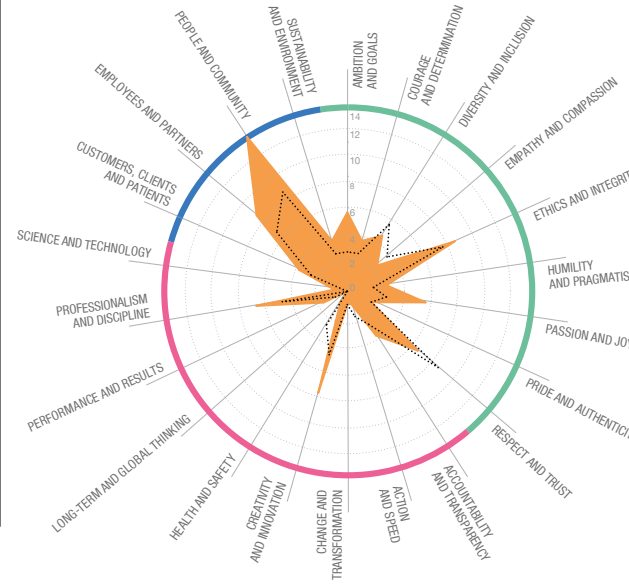 AMBITION
AND GOALS
COURAGE
AND DETERMINATION
DIVERSITY AND INCLUSION
EMPATHY AND COMPASSION
ETHICS AND INTEGRIT
HUMILITY
AND PRAGMATIS
PASSION AND JOY
PRIDE AND AUTHENTICI
RESPECT AND TRUST
ACCOUNTABILITY
AND TRANSPARENCY
ACTION
AND SPEED
CHANGE AND
TRANSFORMATION
CREATIVITY
AND INNOVATION
HEALTH AND SAFETY
LONG-TERM AND GLOBAL THINKING
PERFORMANCE AND RESULTS
PROFESSIONALISM
AND DISCIPLINE
SCIENCE AND TECHNOLOGY
CUSTOMERS, CLIENTS
AND PATIENTS
EMPLOYEES AND PARTNERS
PEOPLE AND COMMUNITY
SUSTAINABILITY
AND ENVIRONMENT
14
12
10
8
6
4
2
0